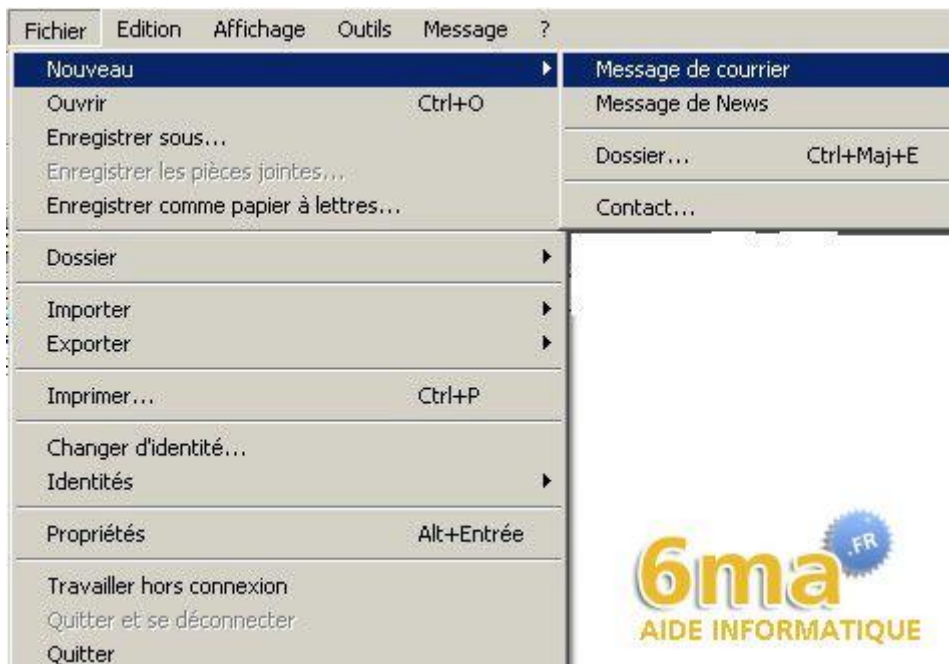 Fichier Edition Affichage Outils Message ?
Nouveau
Ouvrir Ctrl+O
Enregistrer sous...
Enregistrer les pièces jointes...
Enregistrer comme papier à lettres...
Dossier
Importer
Exporter
Imprimer... Ctrl+P
Changer d'identité...
Identités
Propriétés Alt+Entrée
Travailler hors connexion
Quitter et se déconnecter
Quitter
Message de courrier
Message de News
Dossier... Ctrl+Maj+E
Contact...
6ma .FR
AIDE INFORMATIQUE